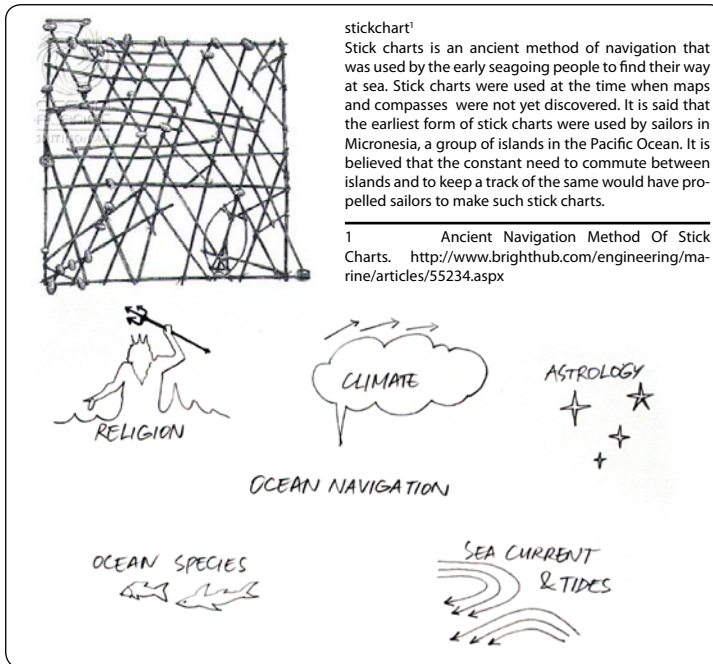 stickchart¹
Stick charts is an ancient method of navigation that
was used by the early seagoing people to find their way
at sea. Stick charts were used at the time when maps
and compasses were not yet discovered. It is said that
the earliest form of stick charts were used by sailors in
Micronesia, a group of islands in the Pacific Ocean. It is
believed that the constant need to commute between
islands and to keep a track of the same would have pro-
pelled sailors to make such stick charts.
1 Ancient Navigation Method Of Stick
Charts. http://www.brighthub.com/engineering/ma-
rine/articles/55234.aspx
RELIGION
CLIMATE
ASTROLOGY
OCEAN NAVIGATION
OCEAN SPECIES
SEA CURRENT
& TIDES